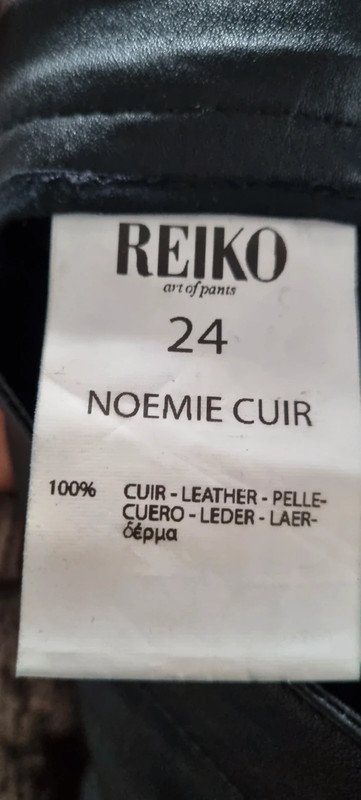 REIKO
art of pants
24
NOEMIE CUIR
100% CUIR - LEATHER - PELLE-
CUERO - LEDER - LAER-
δέρμα